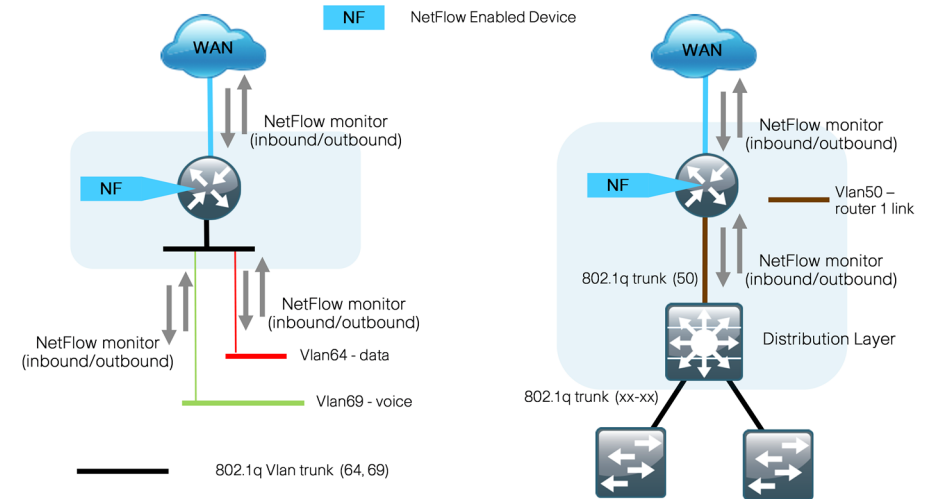 NF
NetFlow Enabled Device
WAN
NetFlow monitor
(inbound/outbound)
NF
NetFlow monitor
(inbound/outbound)
NetFlow monitor
(inbound/outbound)
Vlan64 - data
Vlan69 - voice
802.1q Vlan trunk (64, 69)
WAN
NetFlow monitor
(inbound/outbound)
NF
Vlan50 –
router 1 link
NetFlow monitor
(inbound/outbound)
802.1q trunk (50)
Distribution Layer
802.1q trunk (xx-xx)